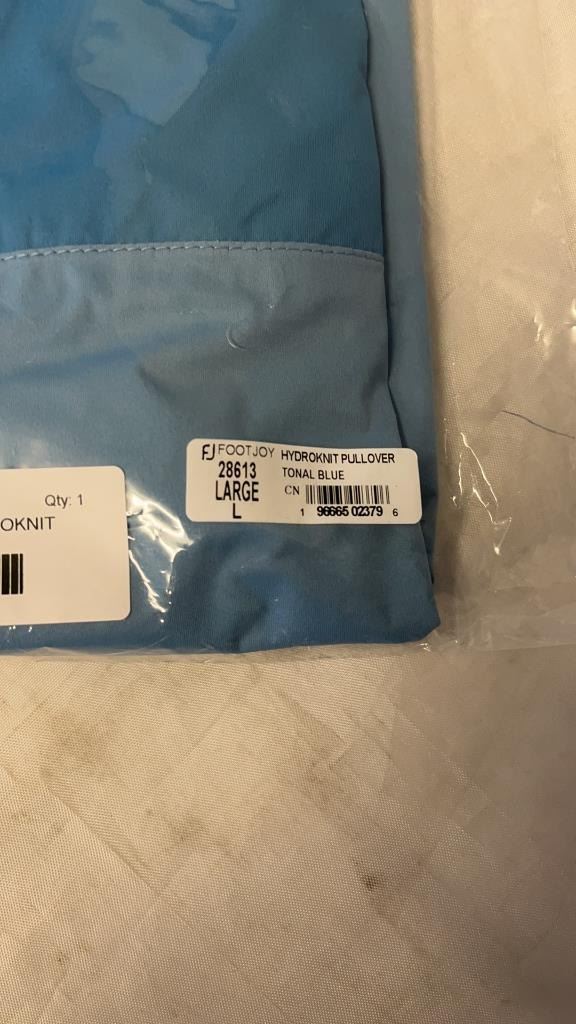 FJ FOOTJOY
28613
LARGE
L
HYDROKNIT PULLOVER
TONAL BLUE
CN
1 96665 02379 6
Qty: 1
OKNIT